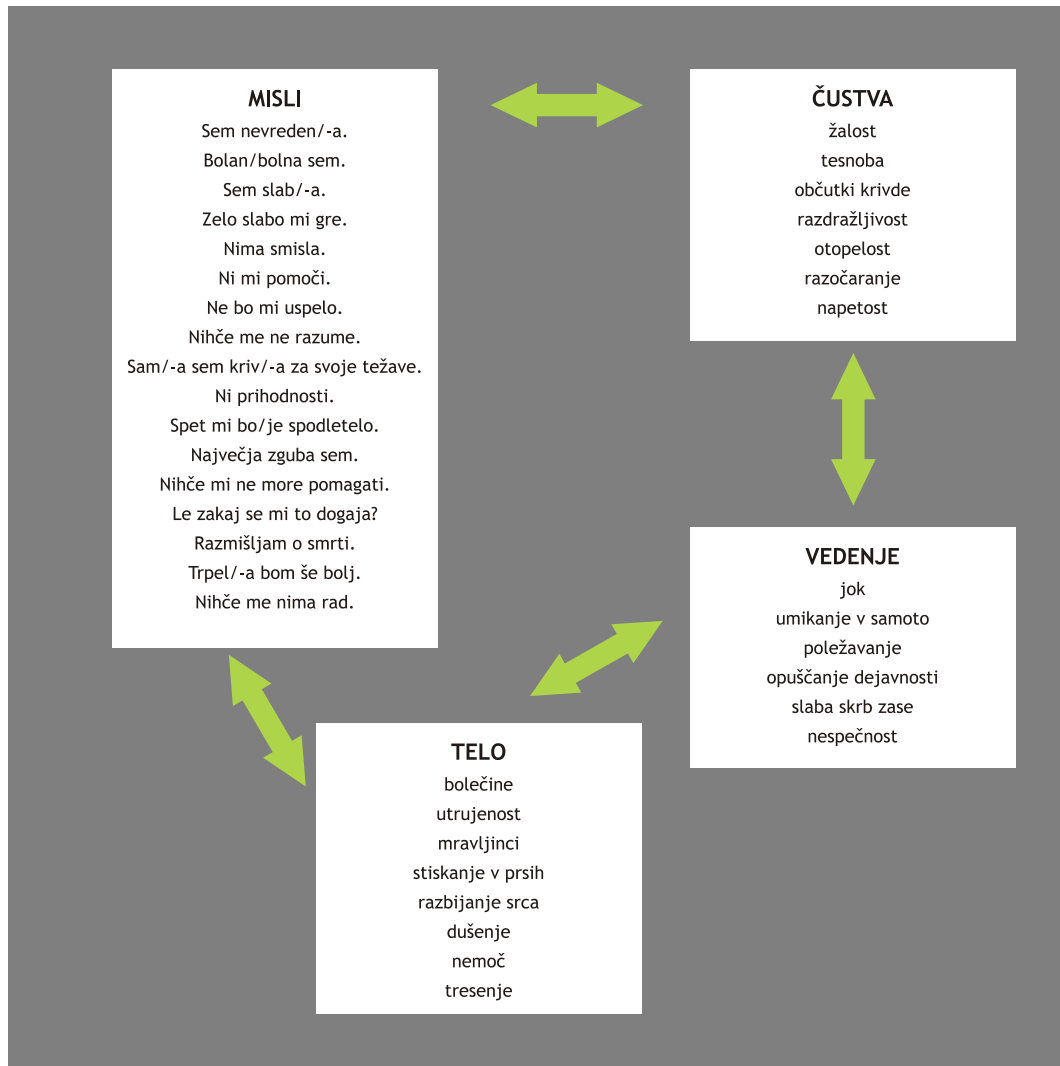 MISLI
Sem nevreden/-a.
Bolan/bolna sem.
Sem slab/-a.
Zelo slabo mi gre.
Nima smisla.
Ni mi pomoči.
Ne bo mi uspelo.
Nihče me ne razume.
Sam/-a sem kriv/-a za svoje težave.
Ni prihodnosti.
Spet mi bo/je spodletelo.
Največja zguba sem.
Nihče mi ne more pomagati.
Le zakaj se mi to dogaja?
Razmišljam o smrti.
Trpel/-a bom še bolj.
Nihče me nima rad.
ČUSTVA
žalost
tesnoba
občutki krivde
razdražljivost
otopelost
razočaranje
napetost
VEDENJE
jok
umikanje v samoto
poležavanje
opuščanje dejavnosti
slaba skrb zase
nespečnost
TELO
bolečine
utrujenost
mravljinci
stiskanje v prsih
razbijanje srca
dušenje
nemoč
tresenje